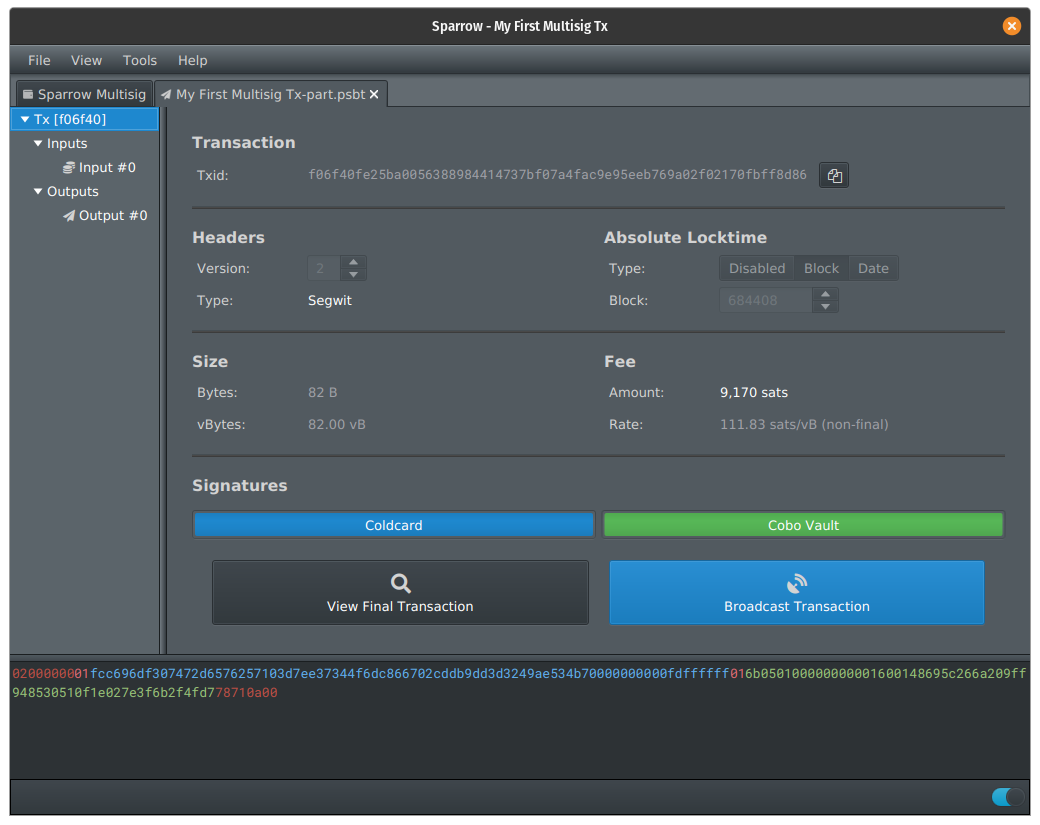 Sparrow - My First Multisig Tx
File View Tools Help
Sparrow Multisig My First Multisig Tx-part.psbt
Tx [f06f40]
Inputs
Input #0
Outputs
Output #0
Transaction
Txid: f06f40fe25ba0056388984414737bf07a4fac9e95eeb769a02f02170fbff8d86
Headers Absolute Locktime
Version: 2 Type: Disabled Block Date
Type: Segwit Block: 684408
Size Fee
Bytes: 82 B Amount: 9,170 sats
vBytes: 82.00 vB Rate: 111.83 sats/vB (non-final)
Signatures
Coldcard Cobo Vault
View Final Transaction Broadcast Transaction
0200000001fcc696df307472d6576257103d7ee37344f6dc866702cddb9dd3d3249ae534b70000000000fdffffff016b050100000000001600148695c266a209ff
948530510f1e027e3f6b2f4fd778710a00